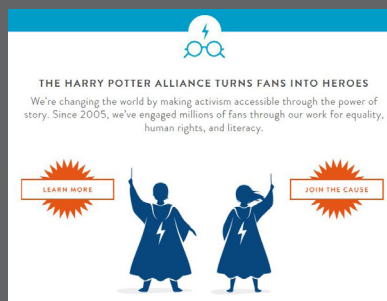 THE HARRY POTTER ALLIANCE TURNS FANS INTO HEROES
We're changing the world by making activism accessible through the power of
story. Since 2005, we've engaged millions of fans through our work for equality,
human rights, and literacy.
LEARN MORE
JOIN THE CAUSE